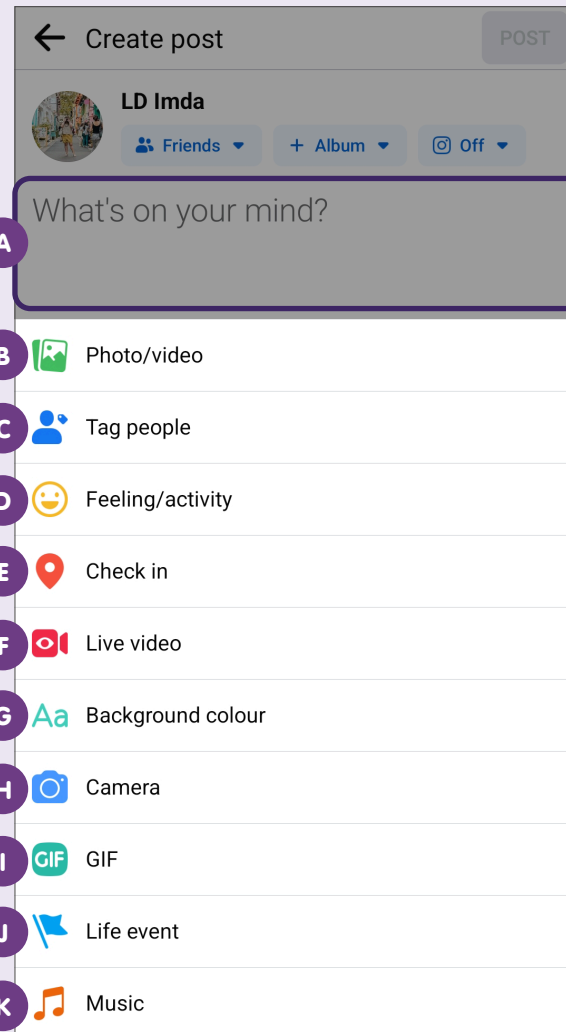 Create post
POST
LD Imda
Friends
+ Album
Off
What's on your mind?
A
B
Photo/video
C
Tag people
D
Feeling/activity
E
Check in
F
Live video
G
Aa
Background colour
H
Camera
I
GIF
GIF
J
Life event
K
Music